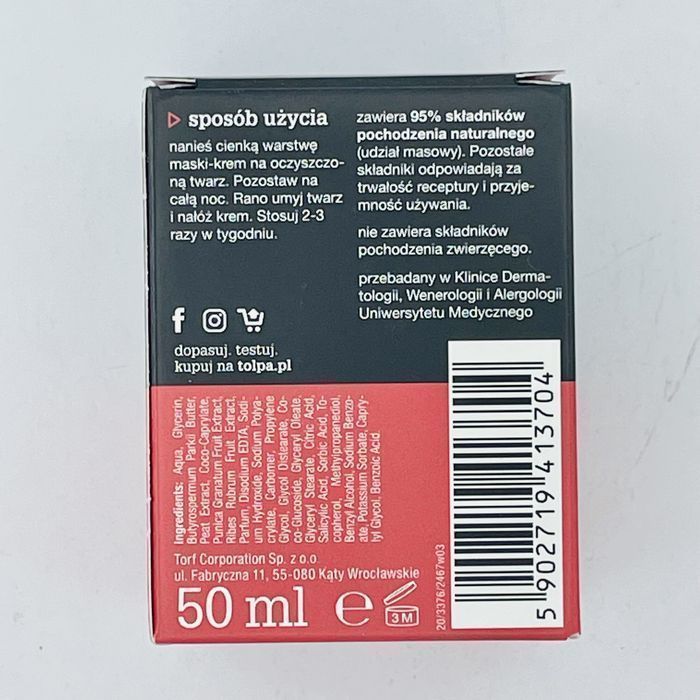 sposób użycia
nanieś cienką warstwę
maski-krem na oczyszczo-
ną twarz. Pozostaw na
całą noc. Rano umyj twarz
i nałóż krem. Stosuj 2-3
razy w tygodniu.
zawiera 95% składników
pochodzenia naturalnego
(udział masowy). Pozostałe
składniki odpowiadają za
trwałość receptury i przyje-
mność używania.
nie zawiera składników
pochodzenia zwierzęcego.
przebadany w Klinice Derma-
tologii, Wenerologii i Alergologii
Uniwersytetu Medycznego
dopasuj. testuj.
kupuj na tolpa.pl
Ingredients: Aqua, Glycerin,
Butyrospermum Parkii Butter,
Peat Extract, Coco-Caprylate,
Punica Granatum Fruit Extract,
Ribes Rubrum Fruit Extract,
Parfum, Disodium EDTA, Sodi-
um Hydroxide, Sodium Polya-
crylate, Carbomer, Propylene
Glycol, Glycol Distearate, Co-
co-Glucoside, Glyceryl Oleate,
Glyceryl Stearate, Citric Acid,
Salicylic Acid, Sorbic Acid, To-
copherol, Methylpropanediol,
Benzyl Alcohol, Sodium Benzo-
ate, Potassium Sorbate, Capry-
lyl Glycol, Benzoic Acid.
Torf Corporation Sp. z o.o.
ul. Fabryczna 11, 55-080 Kąty Wrocławskie
50 ml e
3 M
20/3376/2467w03
5 902719 413704